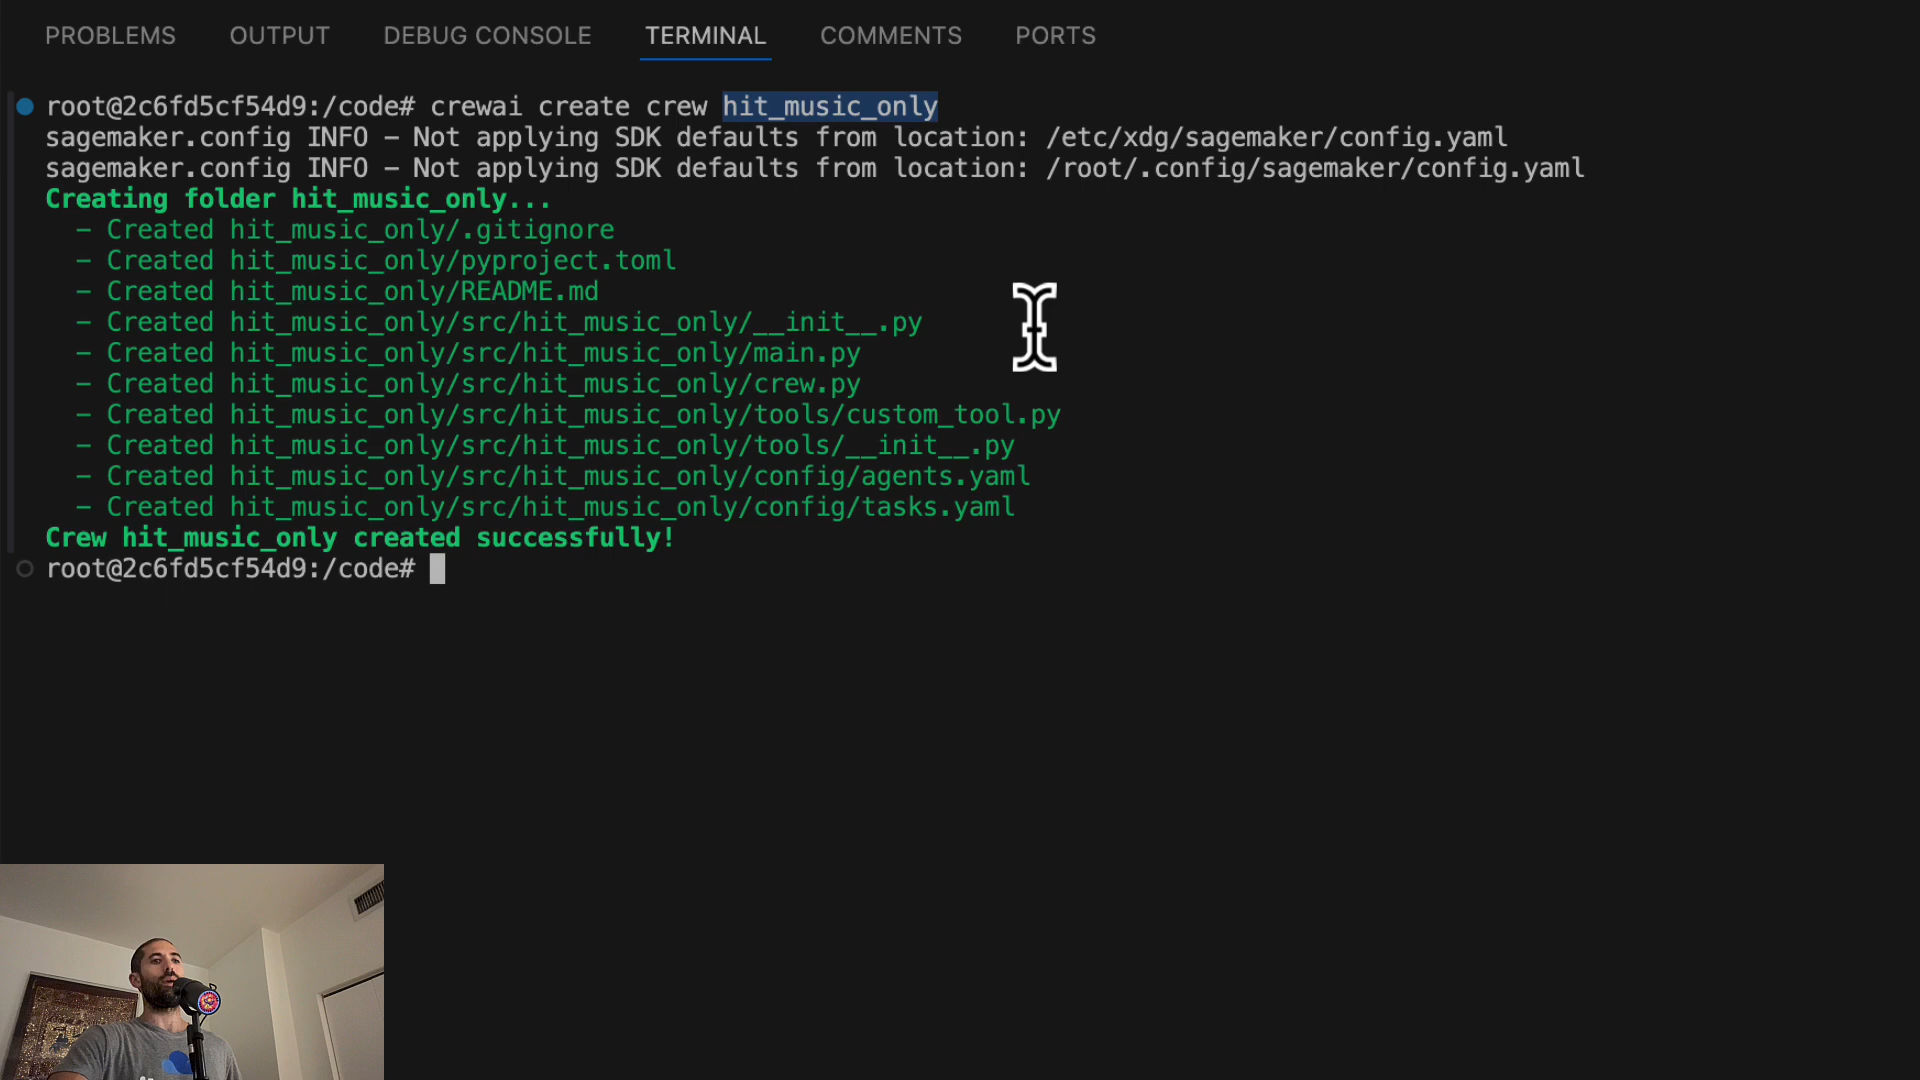 PROBLEMS OUTPUT DEBUG CONSOLE TERMINAL COMMENTS PORTS
root@2c6fd5cf54d9:/code# crewai create crew hit_music_only
sagemaker.config INFO - Not applying SDK defaults from location: /etc/xdg/sagemaker/config.yaml
sagemaker.config INFO - Not applying SDK defaults from location: /root/.config/sagemaker/config.yaml
Creating folder hit_music_only...
- Created hit_music_only/.gitignore
- Created hit_music_only/pyproject.toml
- Created hit_music_only/README.md
- Created hit_music_only/src/hit_music_only/__init__.py
- Created hit_music_only/src/hit_music_only/main.py
- Created hit_music_only/src/hit_music_only/crew.py
- Created hit_music_only/src/hit_music_only/tools/custom_tool.py
- Created hit_music_only/src/hit_music_only/tools/__init__.py
- Created hit_music_only/src/hit_music_only/config/agents.yaml
- Created hit_music_only/src/hit_music_only/config/tasks.yaml
Crew hit_music_only created successfully!
root@2c6fd5cf54d9:/code#